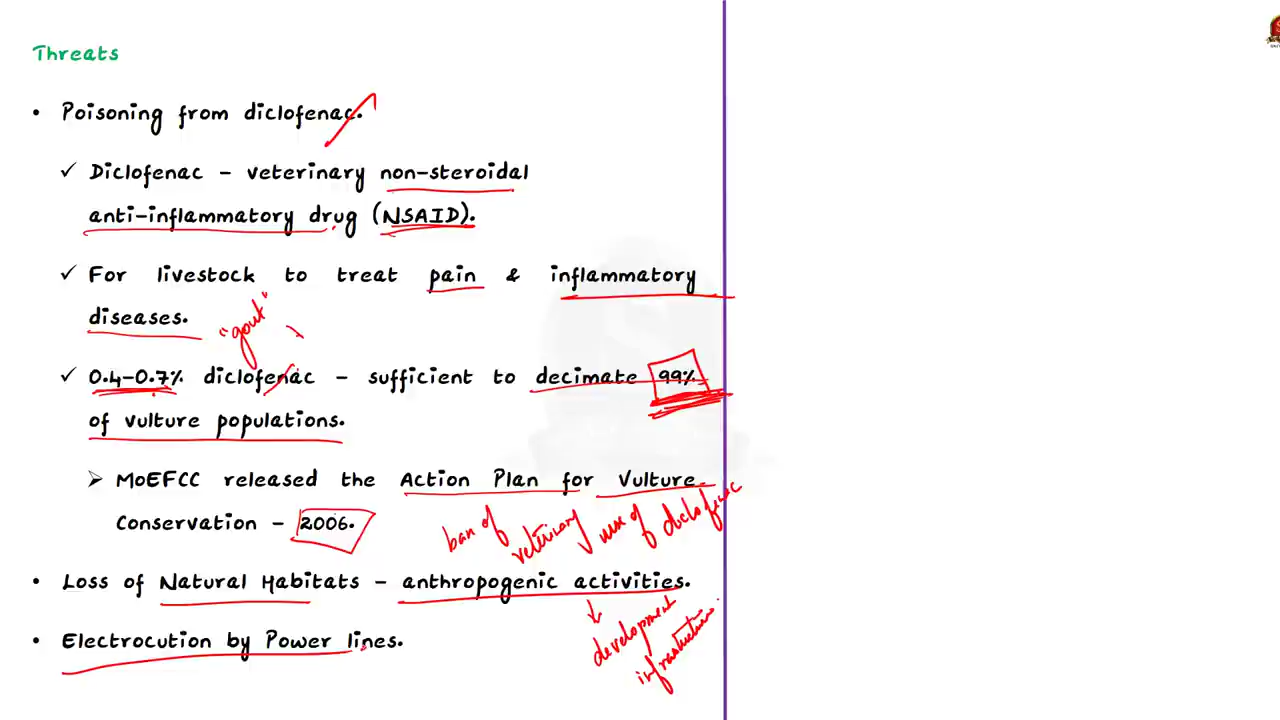 Threats
• Poisoning from diclofenac.
✓ Diclofenac – veterinary non-steroidal
anti-inflammatory drug (NSAID).
✓ For livestock to treat pain & inflammatory
diseases.
"gout"
✓ 0.4–0.7% diclofenac – sufficient to decimate 99%
of vulture populations.
➢ MoEFCC released the Action Plan for Vulture
Conservation – 2006.
ban of veterinary use of diclofenac
• Loss of Natural Habitats – anthropogenic activities.
development
• Electrocution by Power lines.